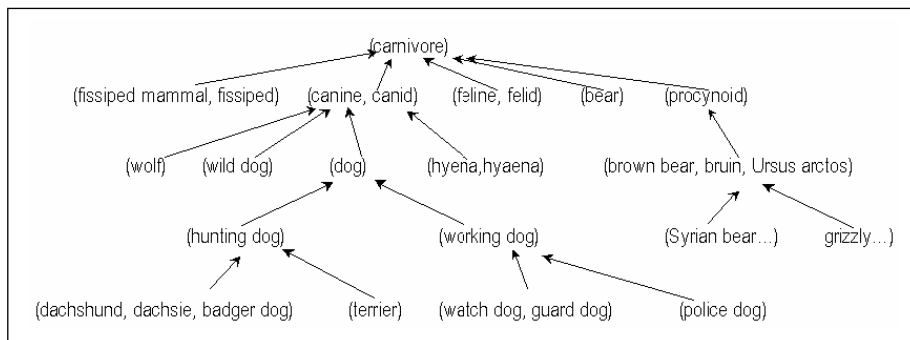 (carnivore)
(fissiped mammal, fissiped) (canine, canid) (feline, felid) (bear) (procynoid)
(wolf) (wild dog) (dog) (hyena,hyaena) (brown bear, bruin, Ursus arctos)
(hunting dog) (working dog) (Syrian bear…) grizzly…)
(dachshund, dachsie, badger dog) (terrier) (watch dog, guard dog) (police dog)